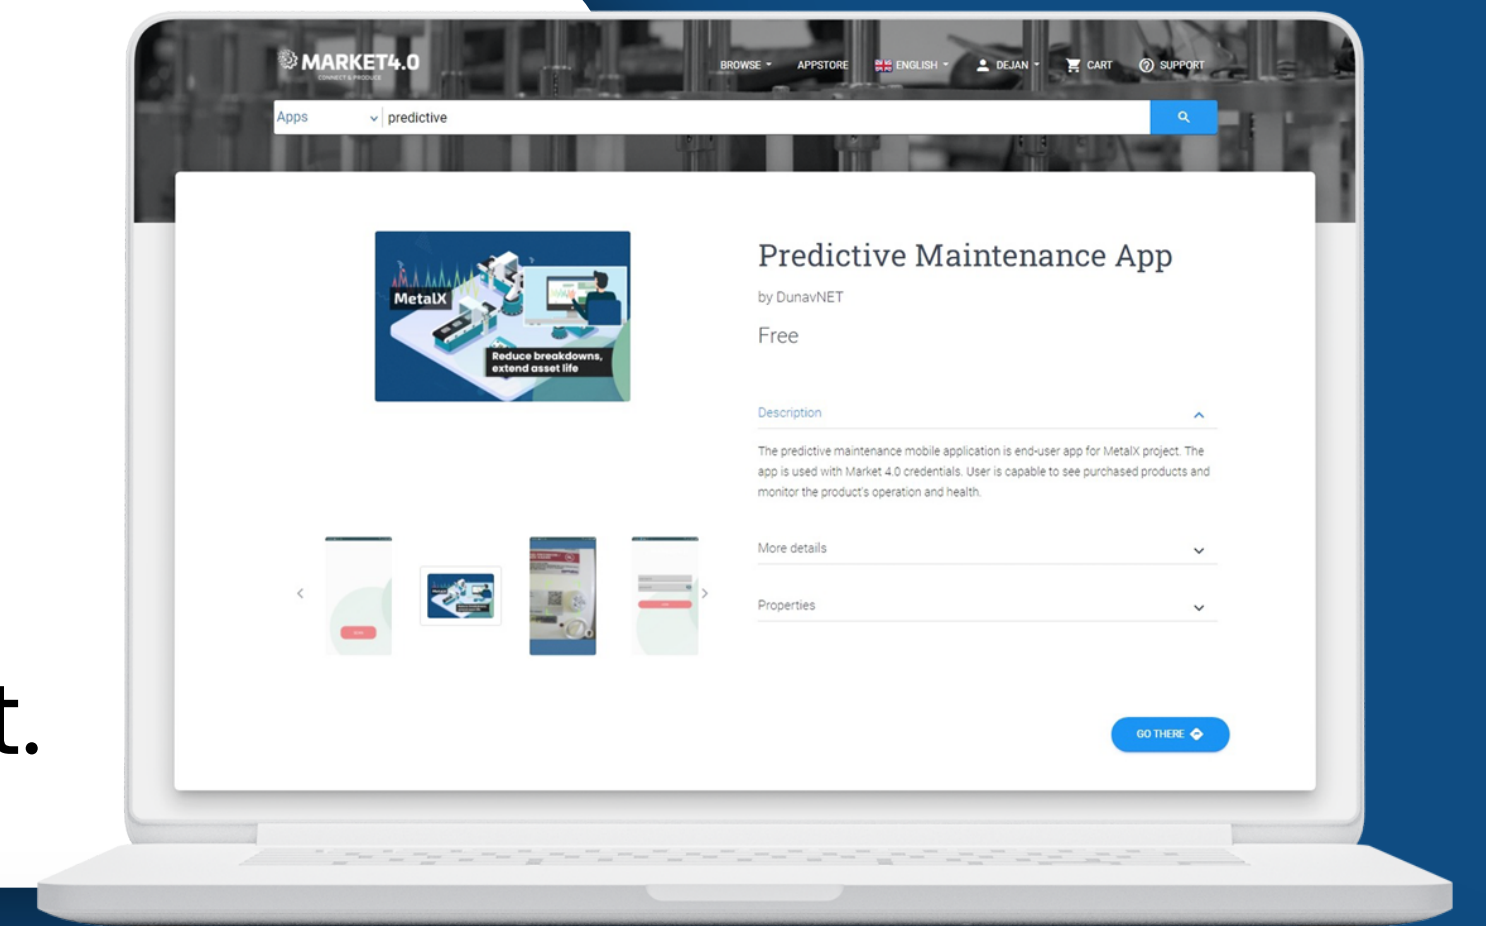 MARKET4.0
CONNECT & PRODUCE
BROWSE APPSTORE ENGLISH DEJAN CART SUPPORT
Apps predictive
MetalX
Reduce breakdowns,
extend asset life
Predictive Maintenance App
by DunavNET
Free
Description
The predictive maintenance mobile application is end-user app for MetalX project. The
app is used with Market 4.0 credentials. User is capable to see purchased products and
monitor the product's operation and health.
More details
Properties
GO THERE
t.